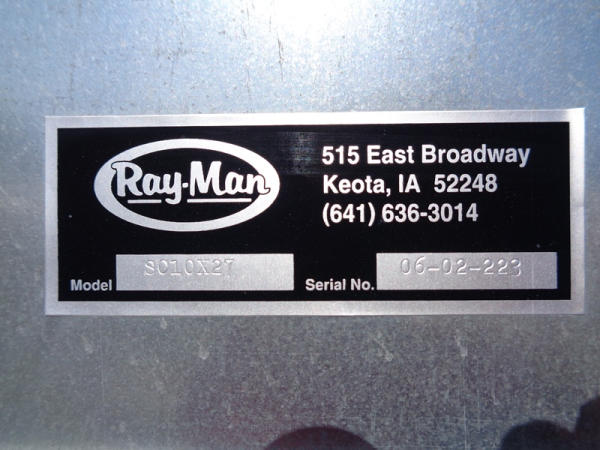 Ray-Man
515 East Broadway
Keota, IA 52248
(641) 636-3014
Model SC10X27
Serial No. 06-02-223